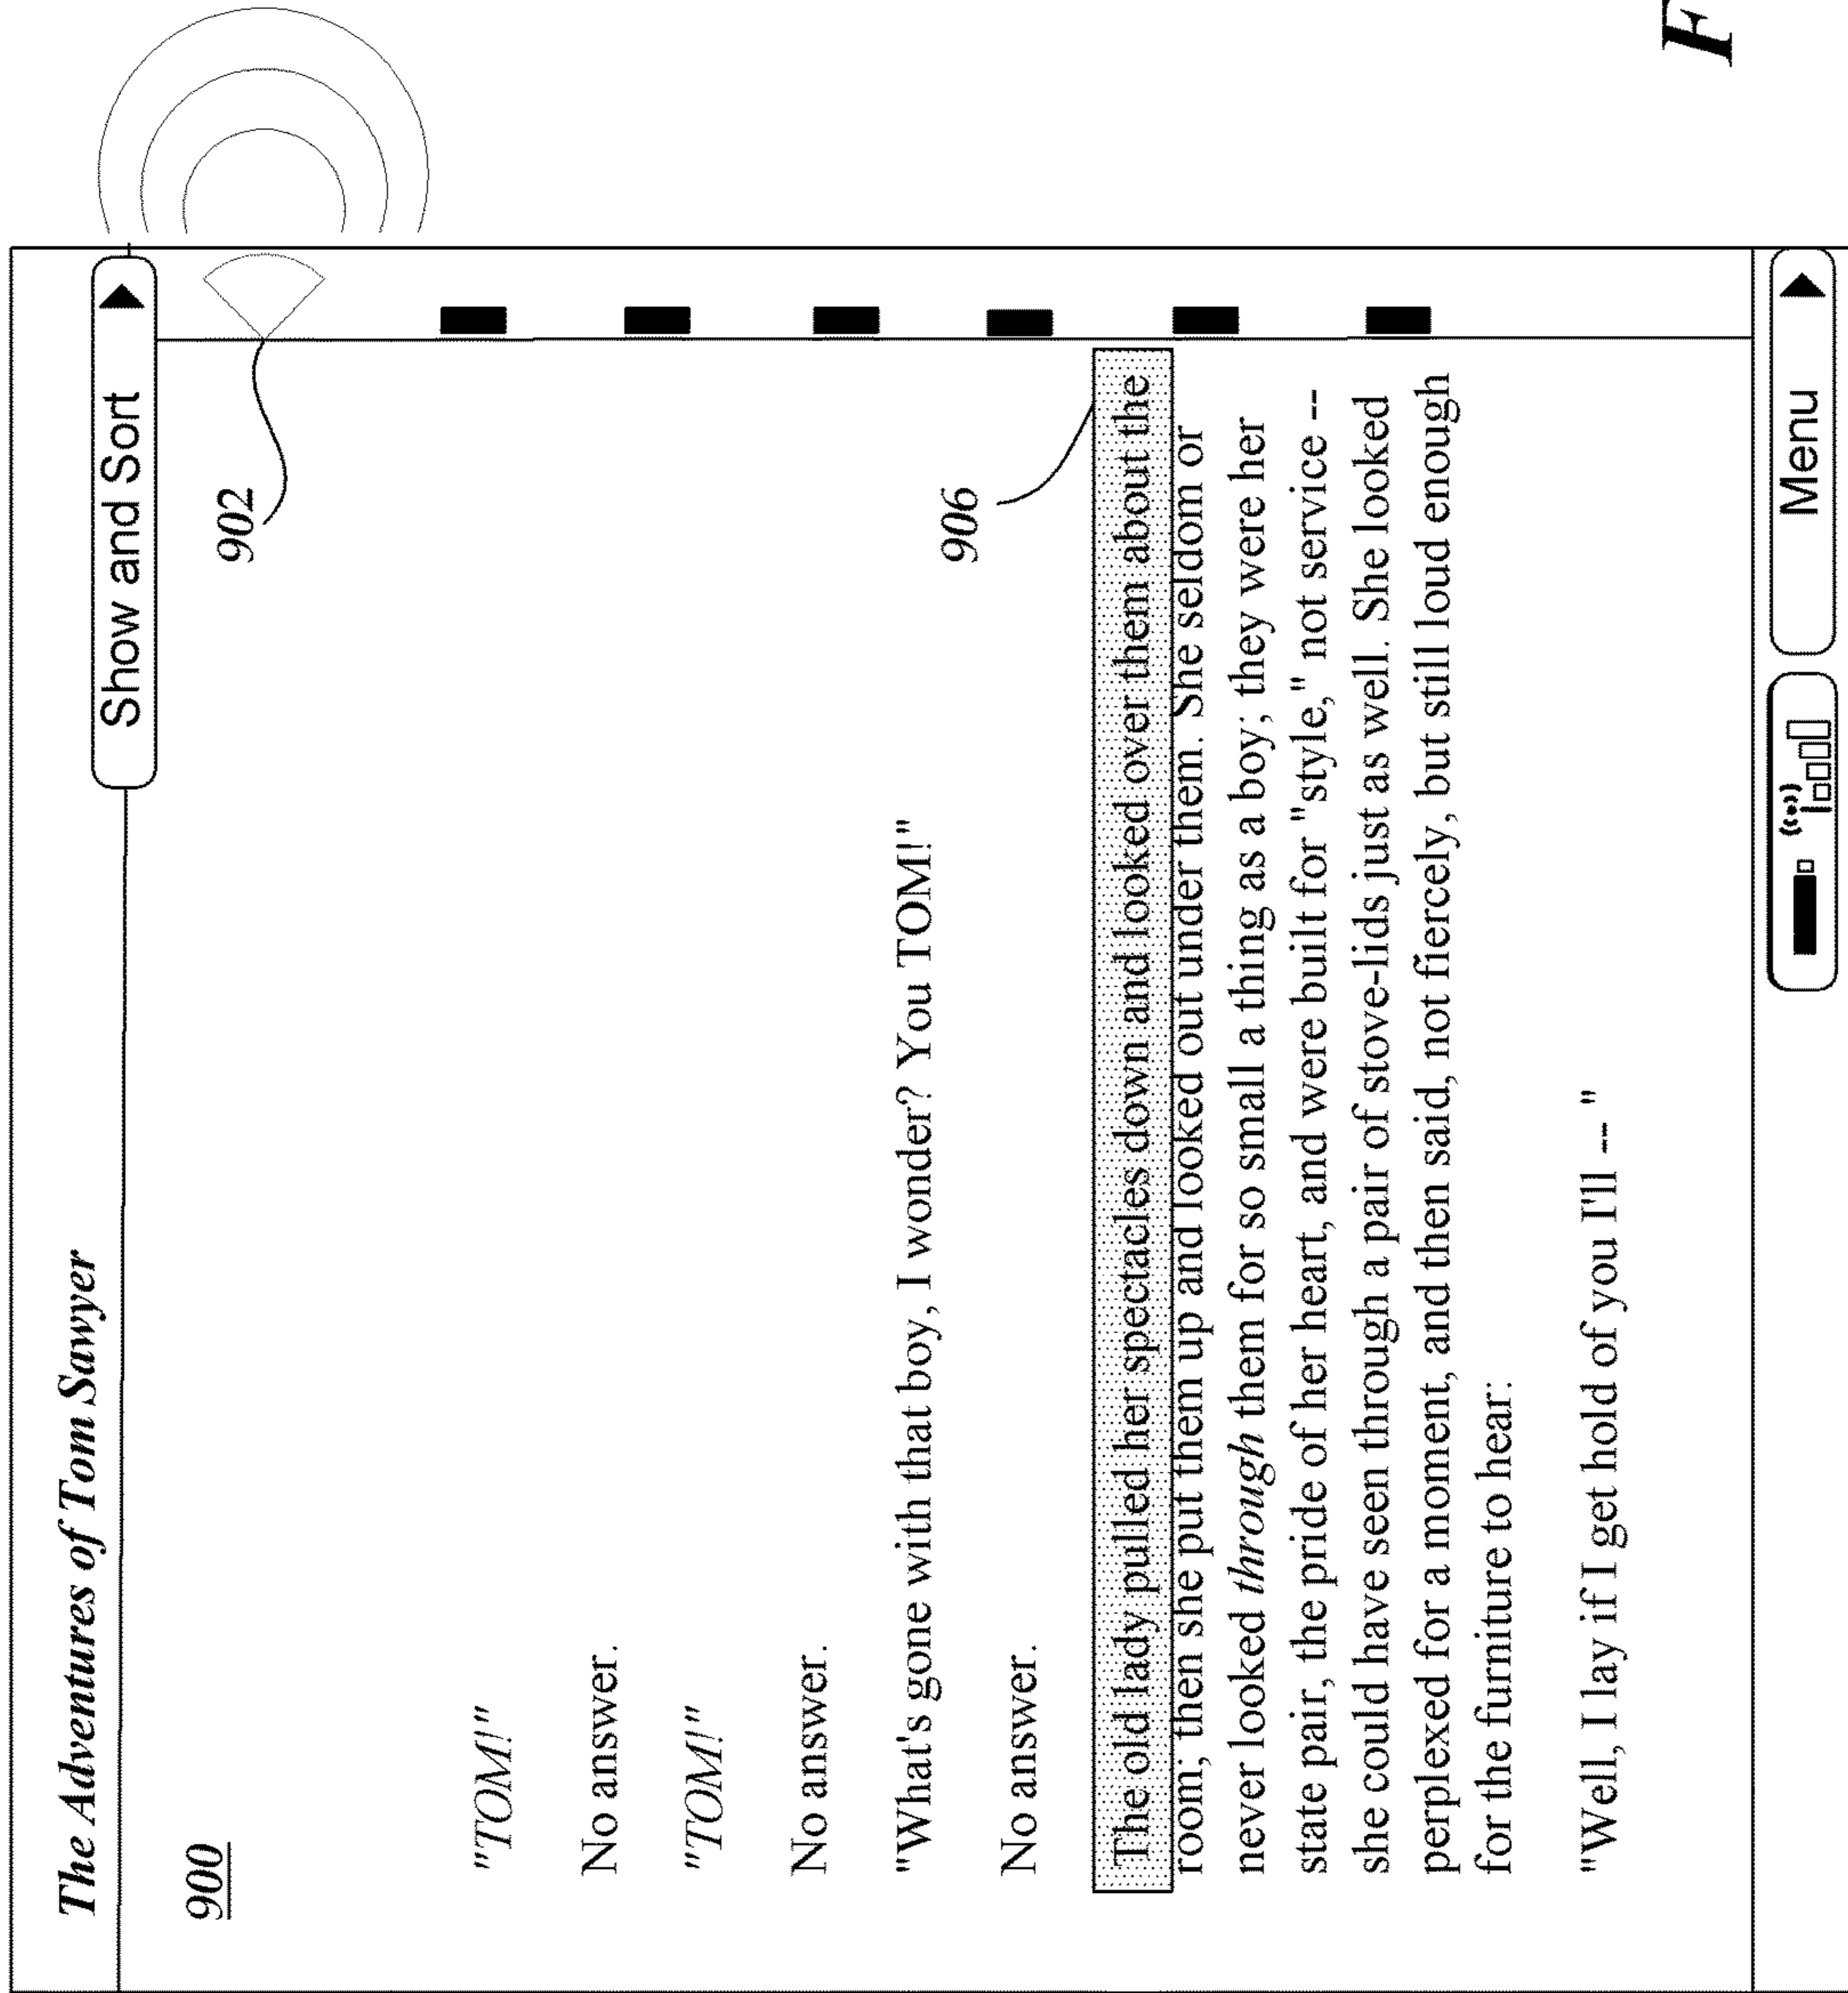 The Adventures of Tom Sawyer
Show and Sort
900
902
"TOM!"
No answer.
"TOM!"
No answer.
"What's gone with that boy, I wonder? You TOM!"
No answer.
906
The old lady pulled her spectacles down and looked over them about the
room; then she put them up and looked out under them. She seldom or
never looked through them for so small a thing as a boy; they were her
state pair, the pride of her heart, and were built for "style," not service --
she could have seen through a pair of stove-lids just as well. She looked
perplexed for a moment, and then said, not fiercely, but still loud enough
for the furniture to hear:
"Well, I lay if I get hold of you I'll -- "
Menu
F